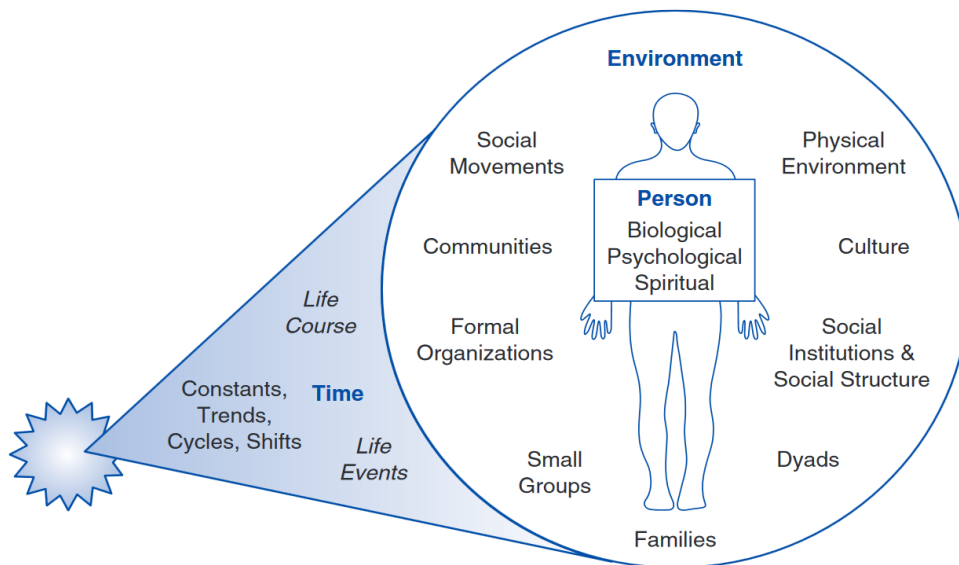 Environment
Social
Movements
Physical
Environment
Person
Biological
Psychological
Spiritual
Communities
Culture
Life
Course
Formal
Organizations
Social
Institutions &
Social Structure
Constants,
Trends,
Cycles, Shifts
Time
Life
Events
Small
Groups
Dyads
Families